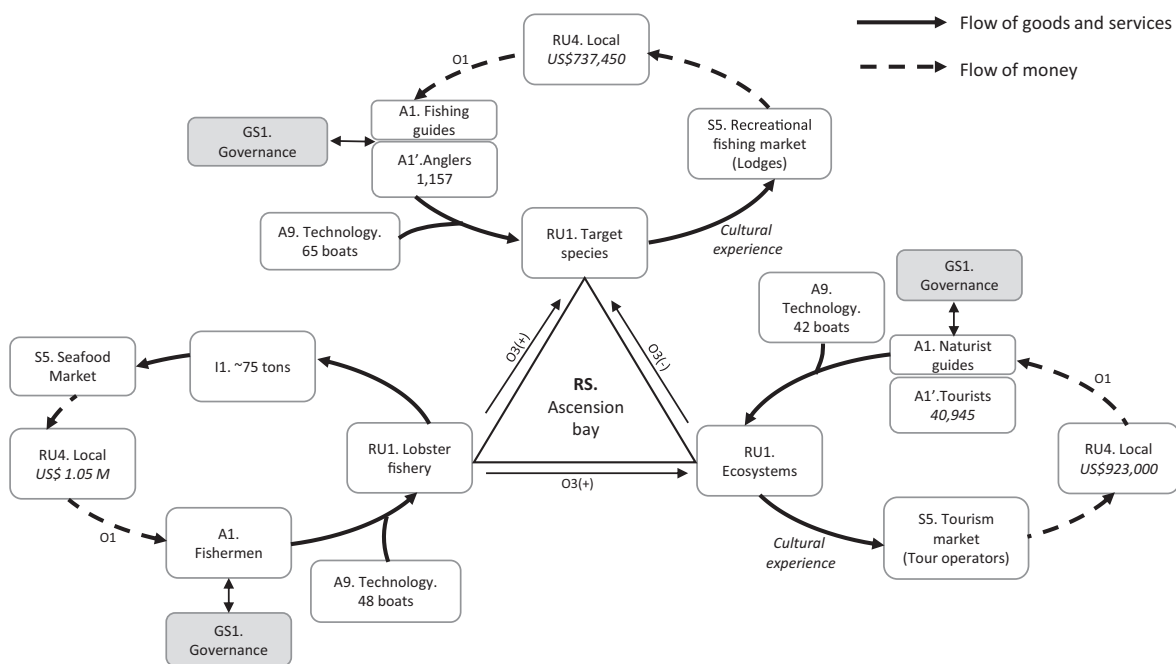 Flow of goods and services
Flow of money
RU4. Local
US$737,450
O1
A1. Fishing
guides
GS1.
Governance
A1'.Anglers
1,157
S5. Recreational
fishing market
(Lodges)
A9. Technology.
65 boats
RU1. Target
species
Cultural
experience
GS1.
Governance
A9.
Technology.
42 boats
A1. Naturist
guides
A1'.Tourists
40,945
O1
O3(+)
O3(-)
S5. Seafood
Market
I1. ~75 tons
RS.
Ascension
bay
RU4. Local
US$ 1.05 M
RU1. Lobster
fishery
RU1.
Ecosystems
RU4. Local
US$923,000
O3(+)
O1
A1.
Fishermen
Cultural
experience
S5. Tourism
market
(Tour operators)
A9. Technology.
48 boats
GS1.
Governance